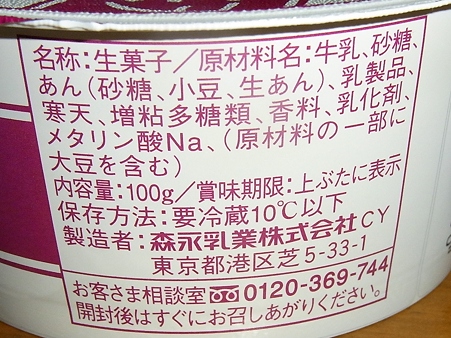 名称:生菓子／原材料名:牛乳、砂糖、
あん(砂糖、小豆、生あん)、乳製品、
寒天、増粘多糖類、香料、乳化剤、
メタリン酸Na、(原材料の一部に
大豆を含む)
内容量:100g／賞味期限:上ぶたに表示
保存方法:要冷蔵10℃以下
製造者:森永乳業株式会社CY
東京都港区芝5-33-1
お客さま相談室 0120-369-744
開封後はすぐにお召しあがりください。